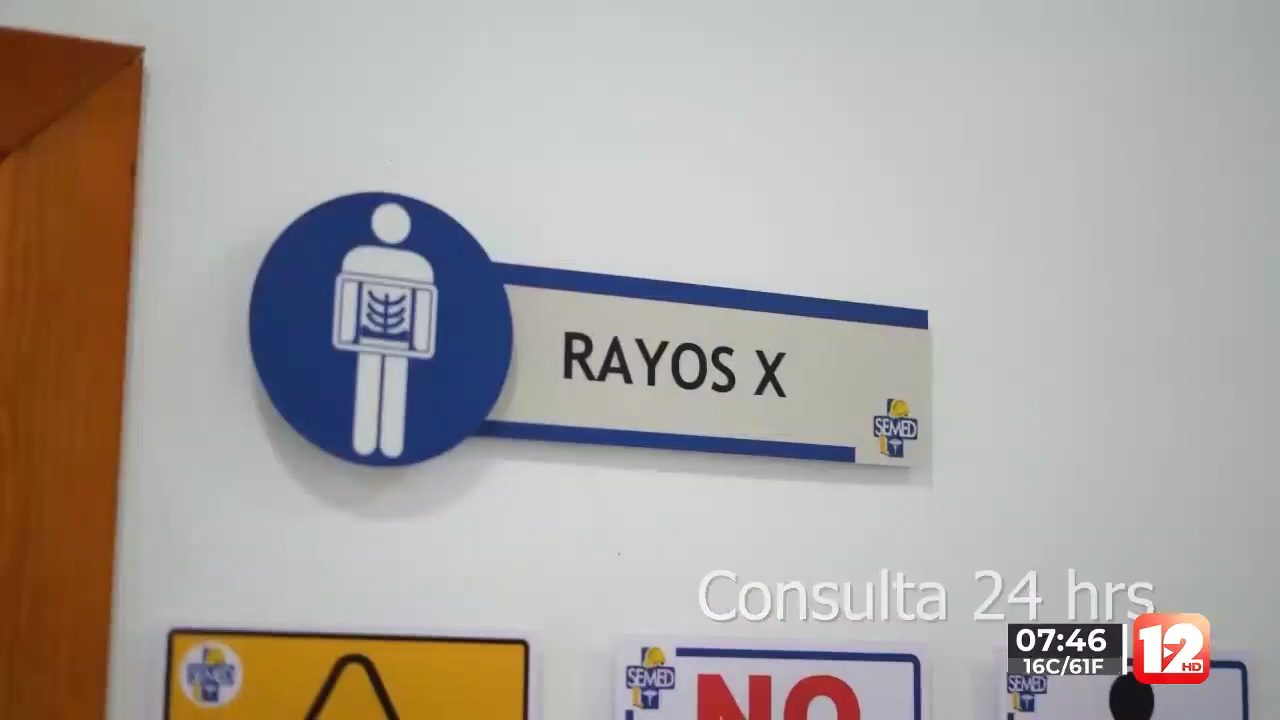 RAYOS X
SEMED
Consulta 24 hrs
07:46
16C/61F
12
HD
SEMED
NO
SEMED